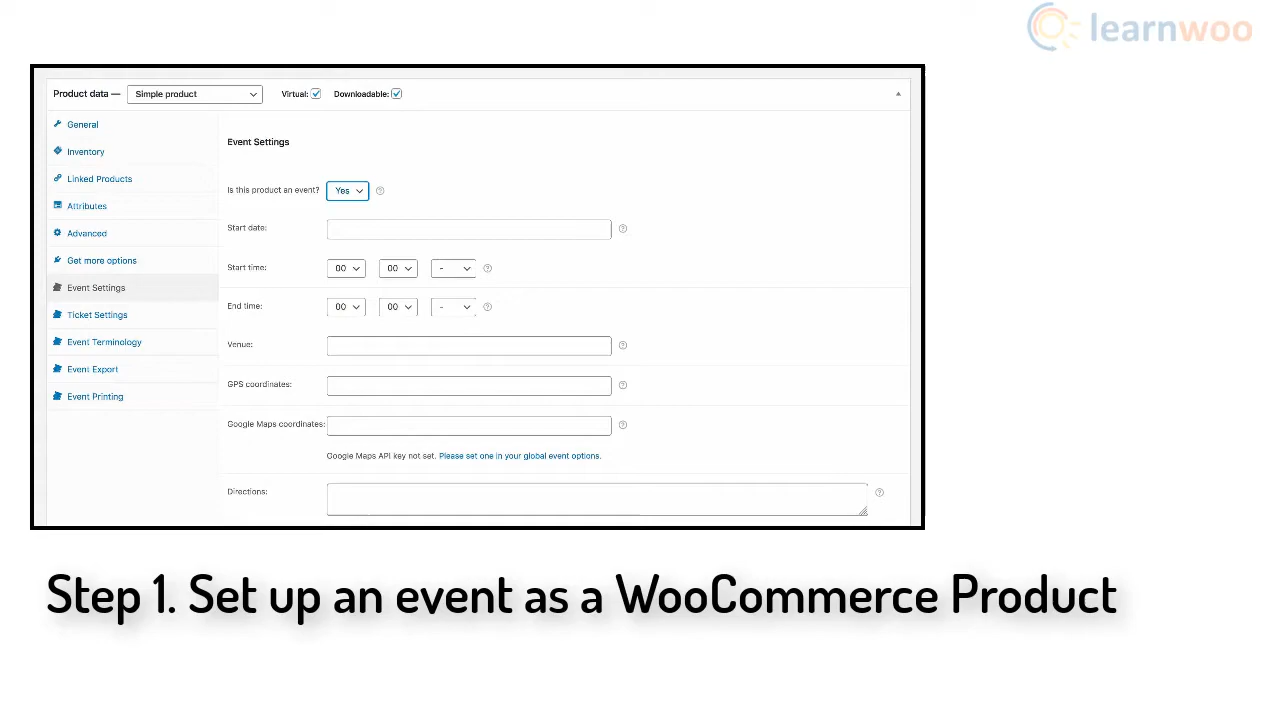 learnwoo
Product data — Simple product Virtual: Downloadable:
General
Inventory
Linked Products
Attributes
Advanced
Get more options
Event Settings
Ticket Settings
Event Terminology
Event Export
Event Printing
Event Settings
Is this product an event? Yes
Start date:
Start time: 00 00 -
End time: 00 00 -
Venue:
GPS coordinates:
Google Maps coordinates:
Google Maps API key not set. Please set one in your global event options.
Directions:
Step 1. Set up an event as a WooCommerce Product